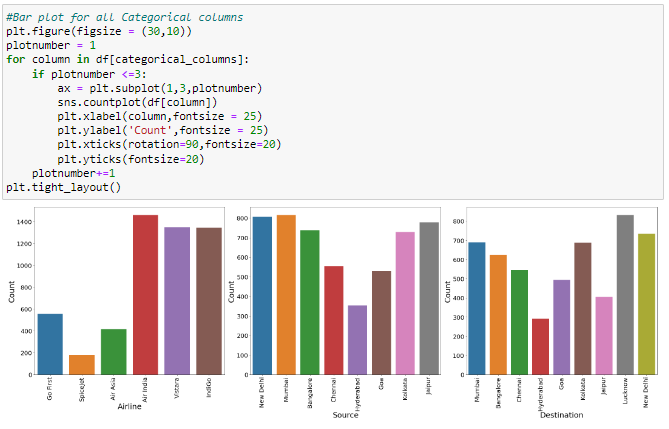 #Bar plot for all Categorical columns
plt.figure(figsize = (30,10))
plotnumber = 1
for column in df[categorical_columns]:
    if plotnumber <=3:
        ax = plt.subplot(1,3,plotnumber)
        sns.countplot(df[column])
        plt.xlabel(column,fontsize = 25)
        plt.ylabel('Count',fontsize = 25)
        plt.xticks(rotation=90,fontsize=20)
        plt.yticks(fontsize=20)
    plotnumber+=1
plt.tight_layout()
1400
1200
1000
800
600
400
200
0
Count
Go First
Spicejet
Air Asia
Air India
Vistara
IndiGo
Airline
800
700
600
500
400
300
200
100
0
Count
New Delhi
Mumbai
Bangalore
Chennai
Hyderabad
Goa
Kolkata
Jaipur
Source
800
700
600
500
400
300
200
100
0
Count
Mumbai
Bangalore
Chennai
Hyderabad
Goa
Kolkata
Jaipur
Lucknow
New Delhi
Destination